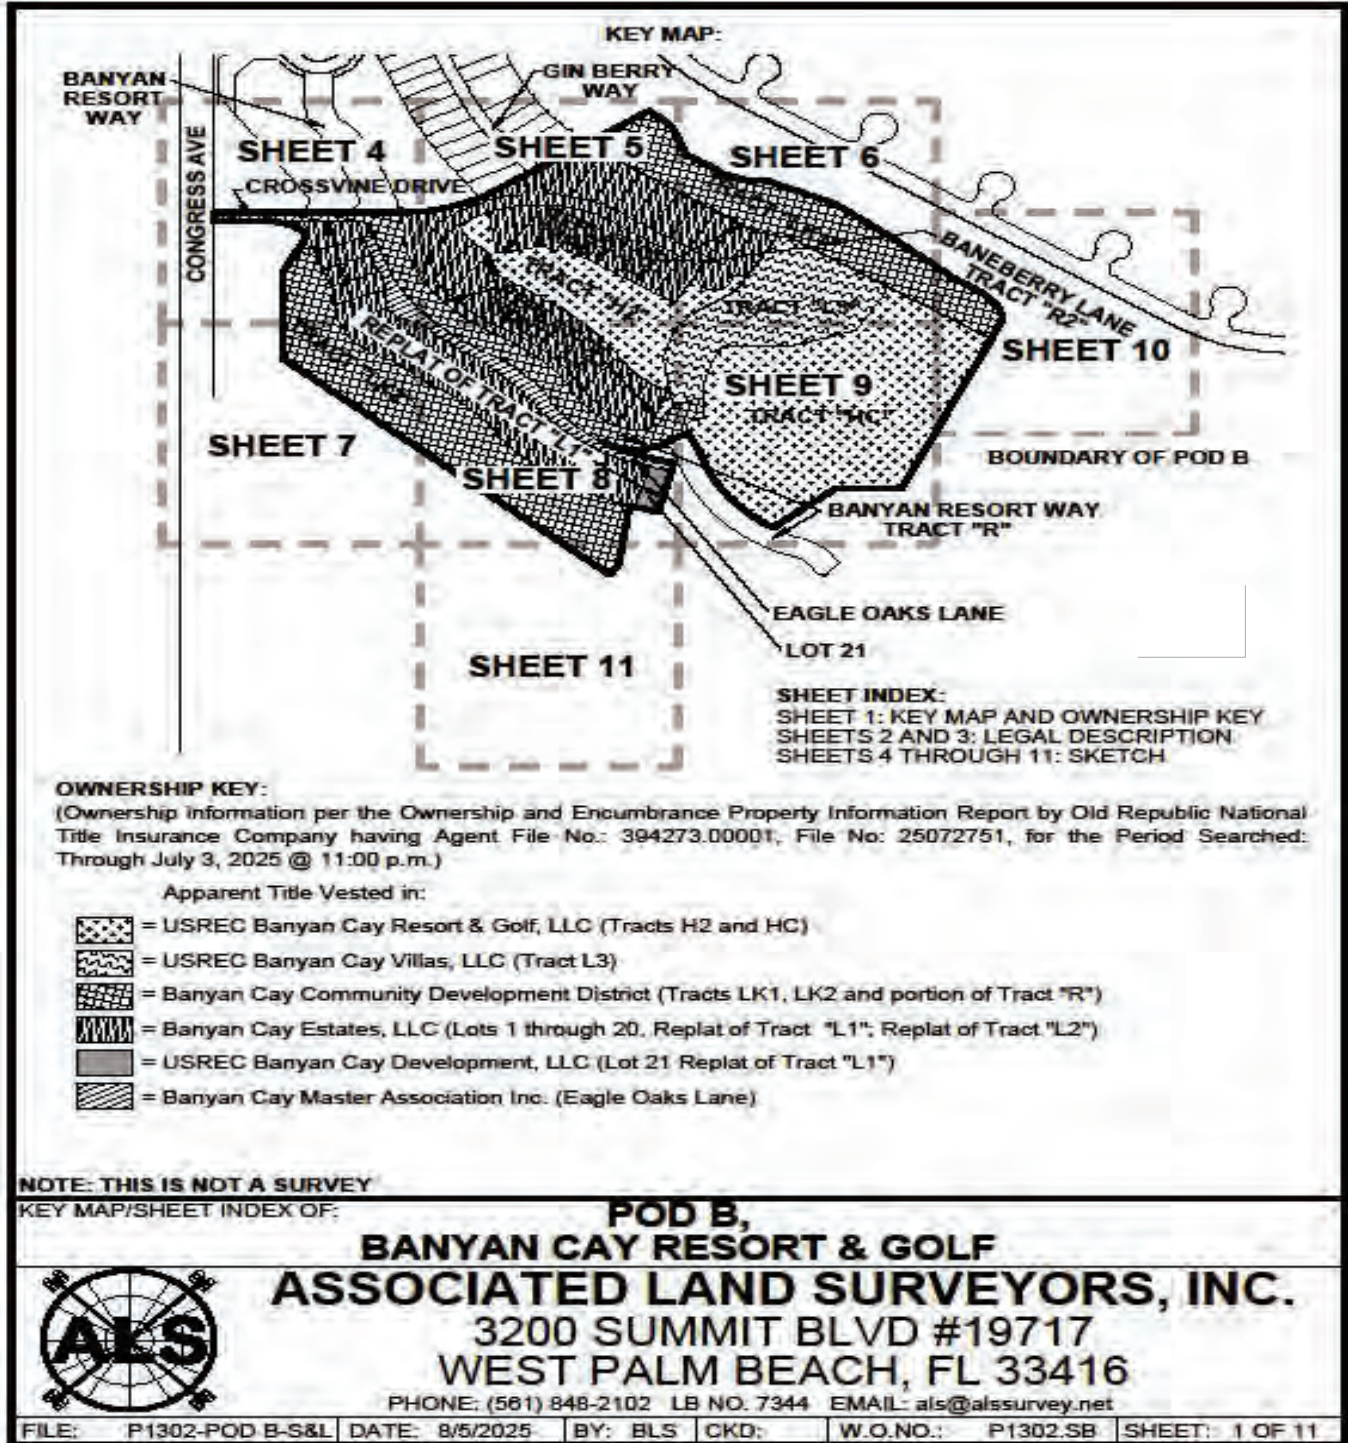 KEY MAP:
BANYAN
RESORT
WAY
GIN BERRY
WAY
SHEET 4
SHEET 5
SHEET 6
CONGRESS AVE
CROSSVINE DRIVE
BANEBERRY LANE
TRACT "R2"
TRACT "H2"
TRACT "L3"
SHEET 10
REPLAT OF TRACT "L1"
SHEET 9
TRACT "HC"
SHEET 7
SHEET 8
BOUNDARY OF POD B
BANYAN RESORT WAY
TRACT "R"
EAGLE OAKS LANE
LOT 21
SHEET 11
SHEET INDEX:
SHEET 1: KEY MAP AND OWNERSHIP KEY
SHEETS 2 AND 3: LEGAL DESCRIPTION
SHEETS 4 THROUGH 11: SKETCH
OWNERSHIP KEY:
(Ownership information per the Ownership and Encumbrance Property Information Report by Old Republic National
Title Insurance Company having Agent File No.: 394273.00001, File No: 25072751, for the Period Searched:
Through July 3, 2025 @ 11:00 p.m.)
Apparent Title Vested in:
= USREC Banyan Cay Resort & Golf, LLC (Tracts H2 and HC)
= USREC Banyan Cay Villas, LLC (Tract L3)
= Banyan Cay Community Development District (Tracts LK1, LK2 and portion of Tract "R")
= Banyan Cay Estates, LLC (Lots 1 through 20, Replat of Tract "L1"; Replat of Tract "L2")
= USREC Banyan Cay Development, LLC (Lot 21 Replat of Tract "L1")
= Banyan Cay Master Association Inc. (Eagle Oaks Lane)
NOTE: THIS IS NOT A SURVEY
KEY MAP/SHEET INDEX OF:
POD B,
BANYAN CAY RESORT & GOLF
ALS
ASSOCIATED LAND SURVEYORS, INC.
3200 SUMMIT BLVD #19717
WEST PALM BEACH, FL 33416
PHONE: (561) 848-2102 LB NO. 7344 EMAIL: als@alssurvey.net
FILE: P1302-POD B-S&L DATE: 8/5/2025 BY: BLS CKD: W.O.NO.: P1302.SB SHEET: 1 OF 11